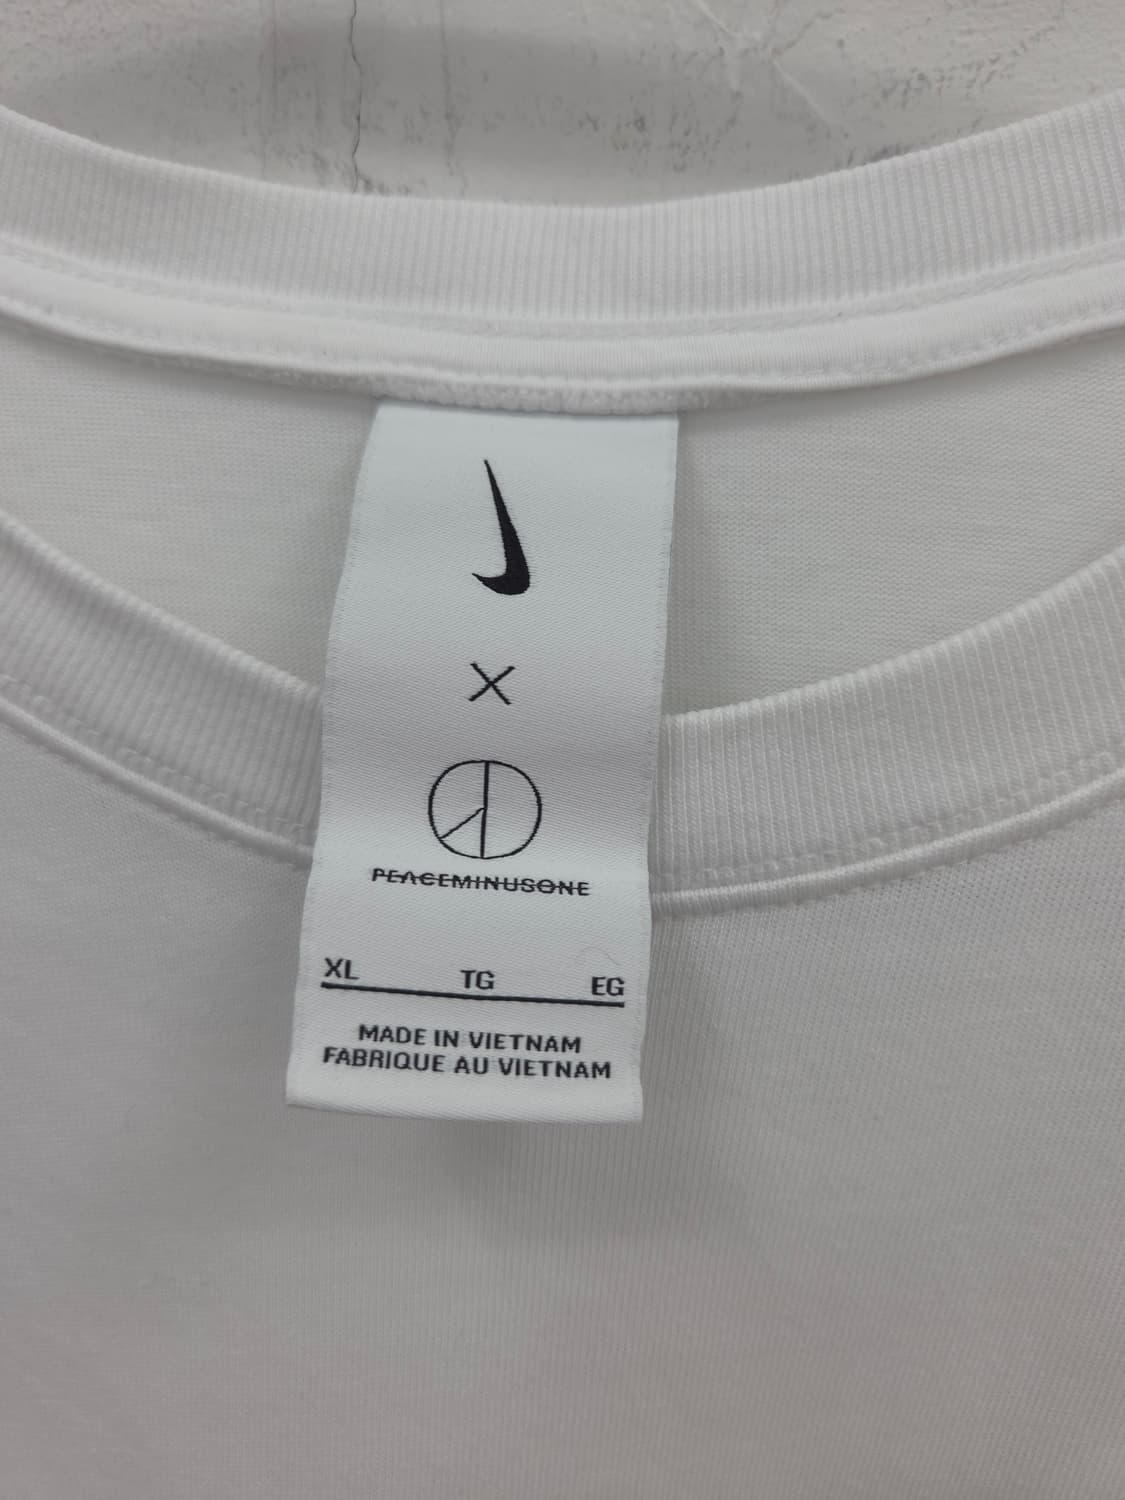 X
PEACEMINUSONE
XL TG EG
MADE IN VIETNAM
FABRIQUE AU VIETNAM